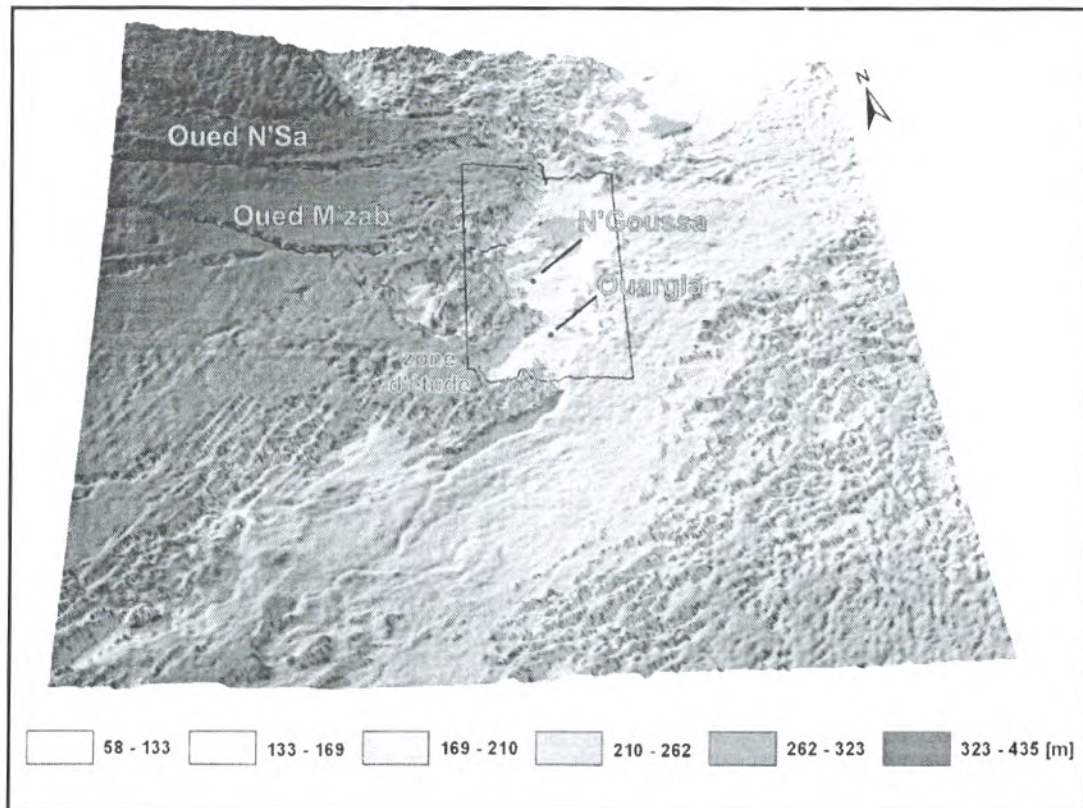 N
Oued N'Sa
Oued M'zab
N'Goussa
Ouargla
zone
d'étude
58 - 133
133 - 169
169 - 210
210 - 262
262 - 323
323 - 435 [m]